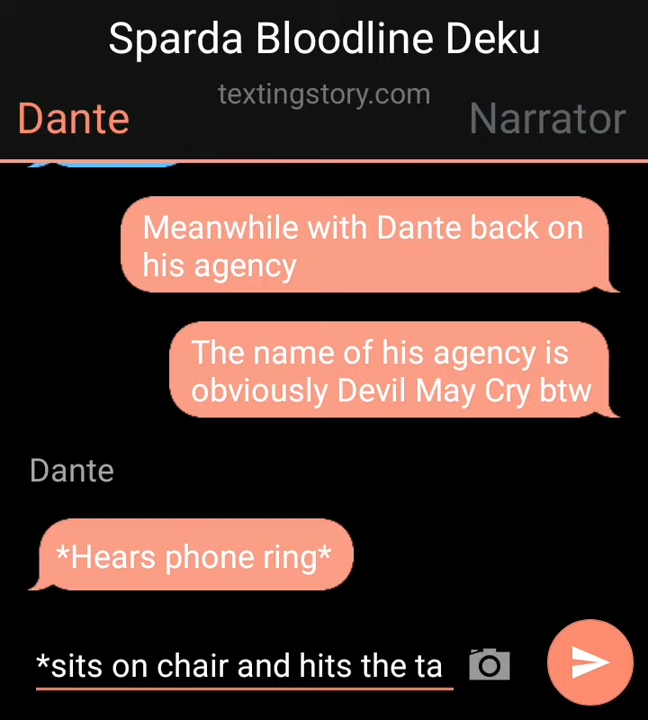 Sparda Bloodline Deku
textingstory.com
Dante
Narrator
Meanwhile with Dante back on
his agency
The name of his agency is
obviously Devil May Cry btw
Dante
*Hears phone ring*
*sits on chair and hits the ta